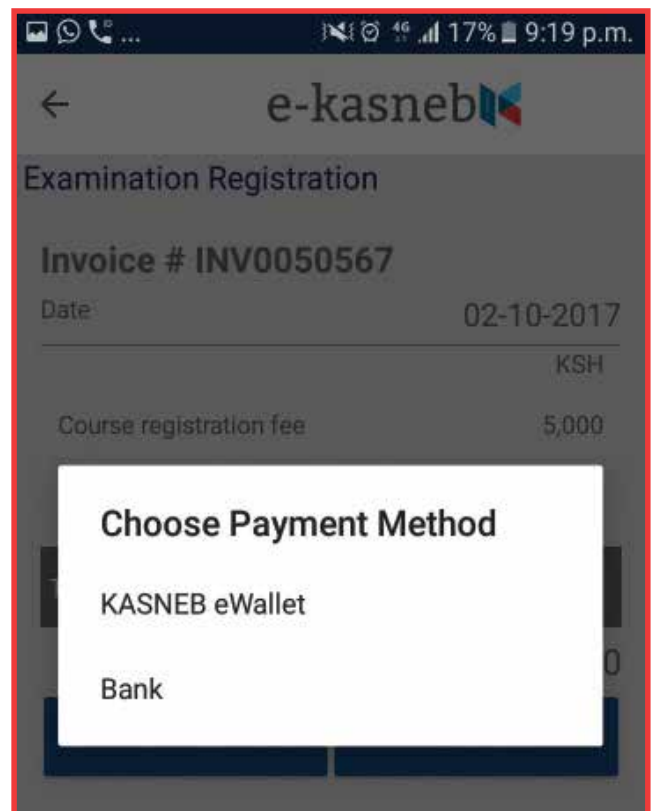 ... 4G 17% 9:19 p.m.
e-kasneb
Examination Registration
Invoice # INV0050567
Date 02-10-2017
KSH
Course registration fee 5,000
Choose Payment Method
KASNEB eWallet
Bank